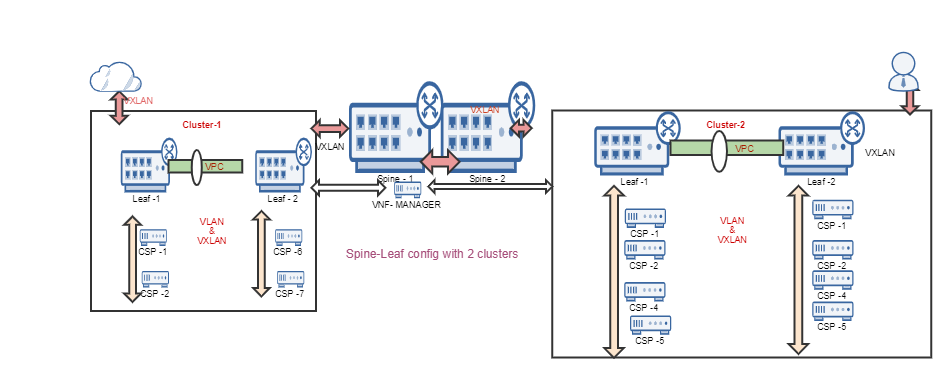 VXLAN
Cluster-1
VXLAN
VXLAN
Cluster-2
VPC
VPC
VXLAN
Leaf -1
Leaf - 2
Spine - 1
Spine - 2
Leaf -1
Leaf -2
VNF- MANAGER
VLAN
&
VXLAN
VLAN
&
VXLAN
CSP -1
CSP -6
CSP -2
CSP -7
Spine-Leaf config with 2 clusters
CSP -1
CSP -2
CSP -4
CSP -5
CSP -1
CSP -2
CSP -4
CSP -5